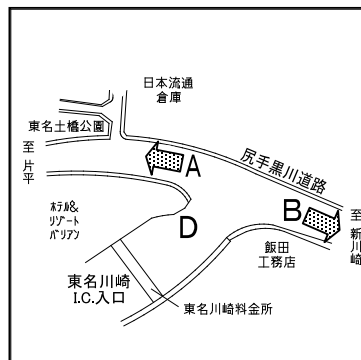 日本流通
倉庫
東名土橋公園
至
片
平
A
尻手黒川道路
B
至
新
川
崎
ホテル&
リゾート
バリアン
D
飯田
工務店
東名川崎
I.C.入口
東名川崎料金所